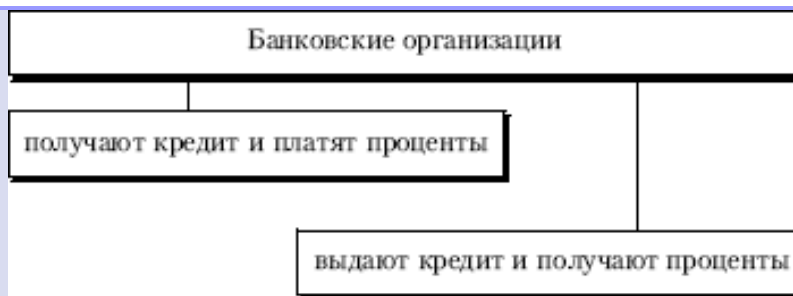 Банковские организации
получают кредит и платят проценты
выдают кредит и получают проценты